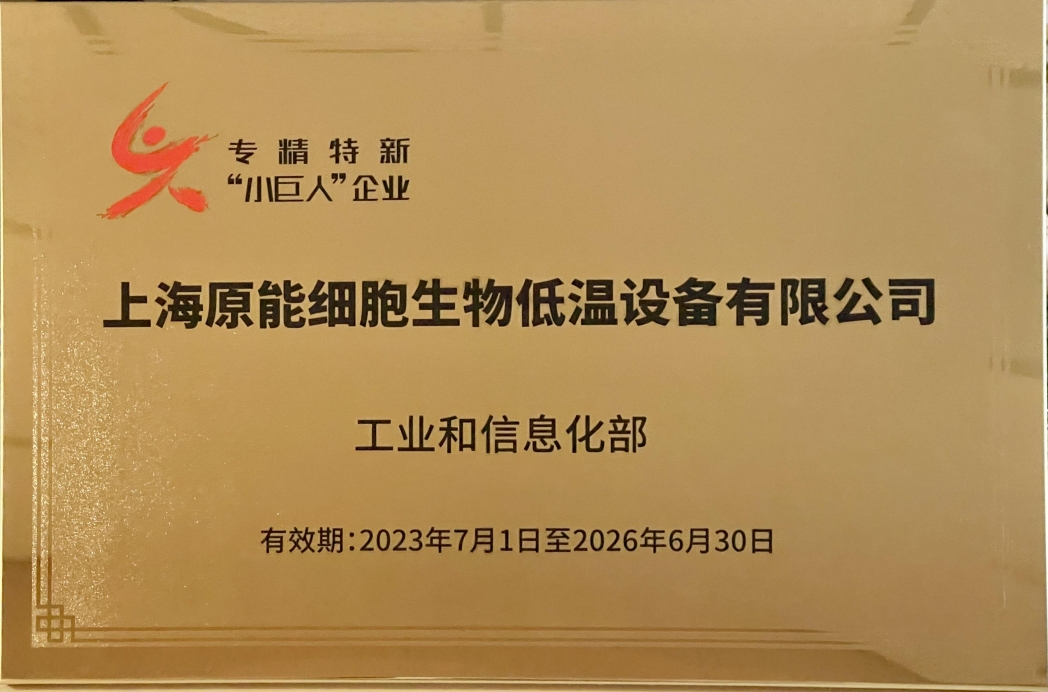 专精特新
“小巨人”企业
上海原能细胞生物低温设备有限公司
工业和信息化部
有效期:2023年7月1日至2026年6月30日